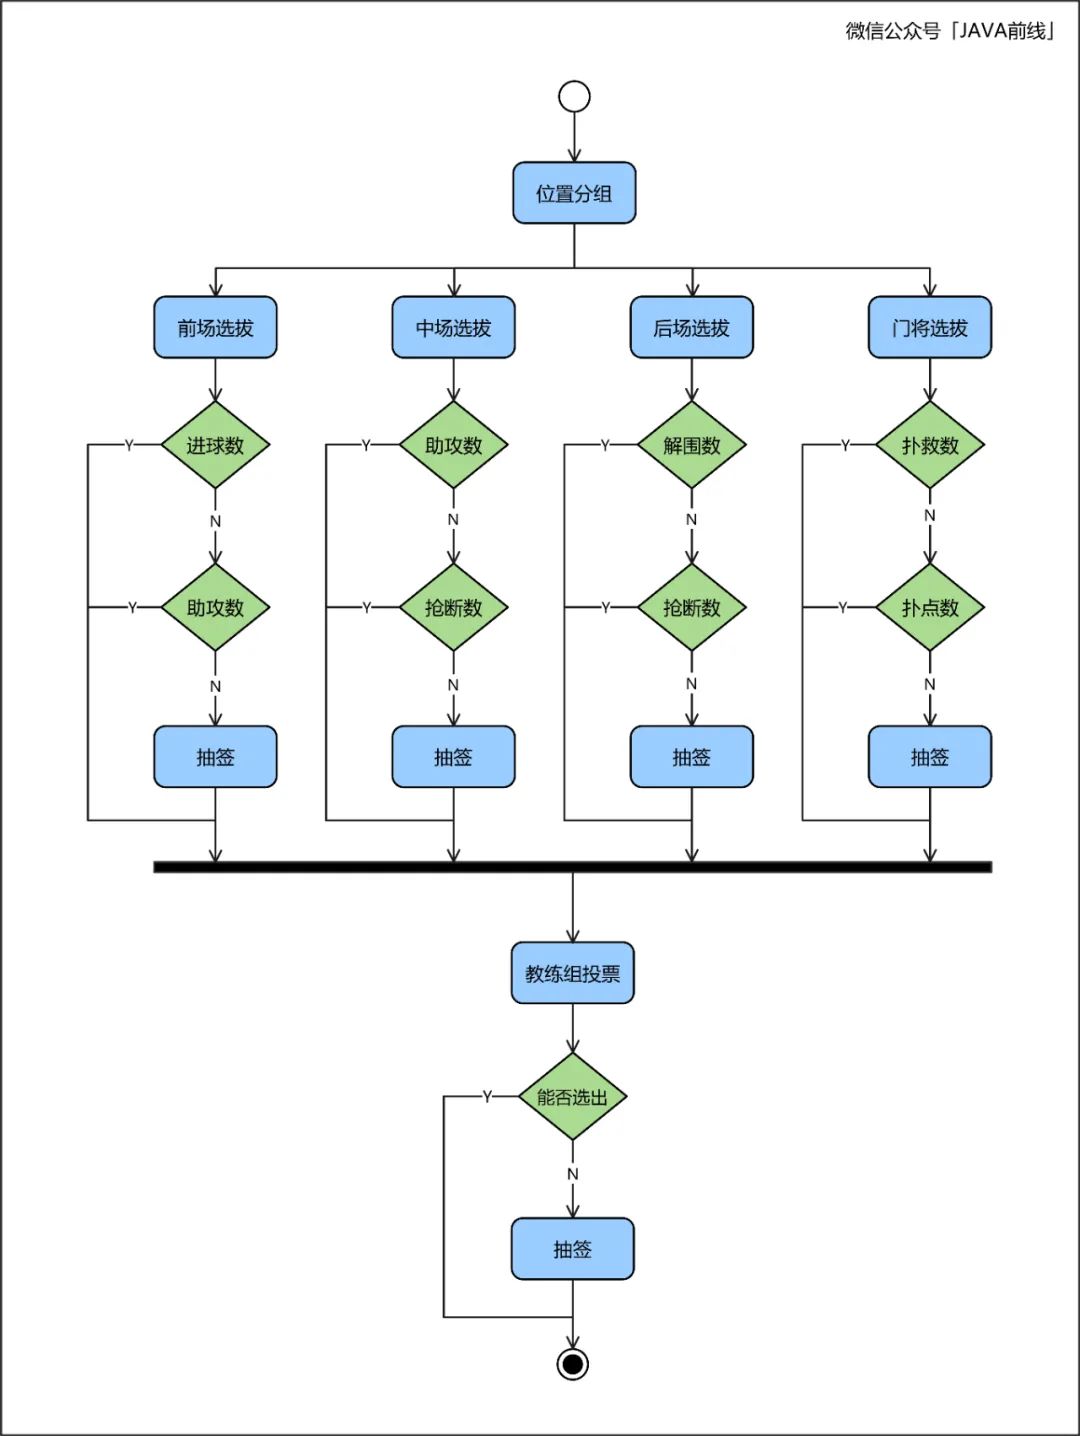 微信公众号「JAVA前线」
位置分组
前场选拔 中场选拔 后场选拔 门将选拔
Y 进球数 Y 助攻数 Y 解围数 Y 扑救数
N N N N
Y 助攻数 Y 抢断数 Y 抢断数 Y 扑点数
N N N N
抽签 抽签 抽签 抽签
教练组投票
Y 能否选出
N
抽签